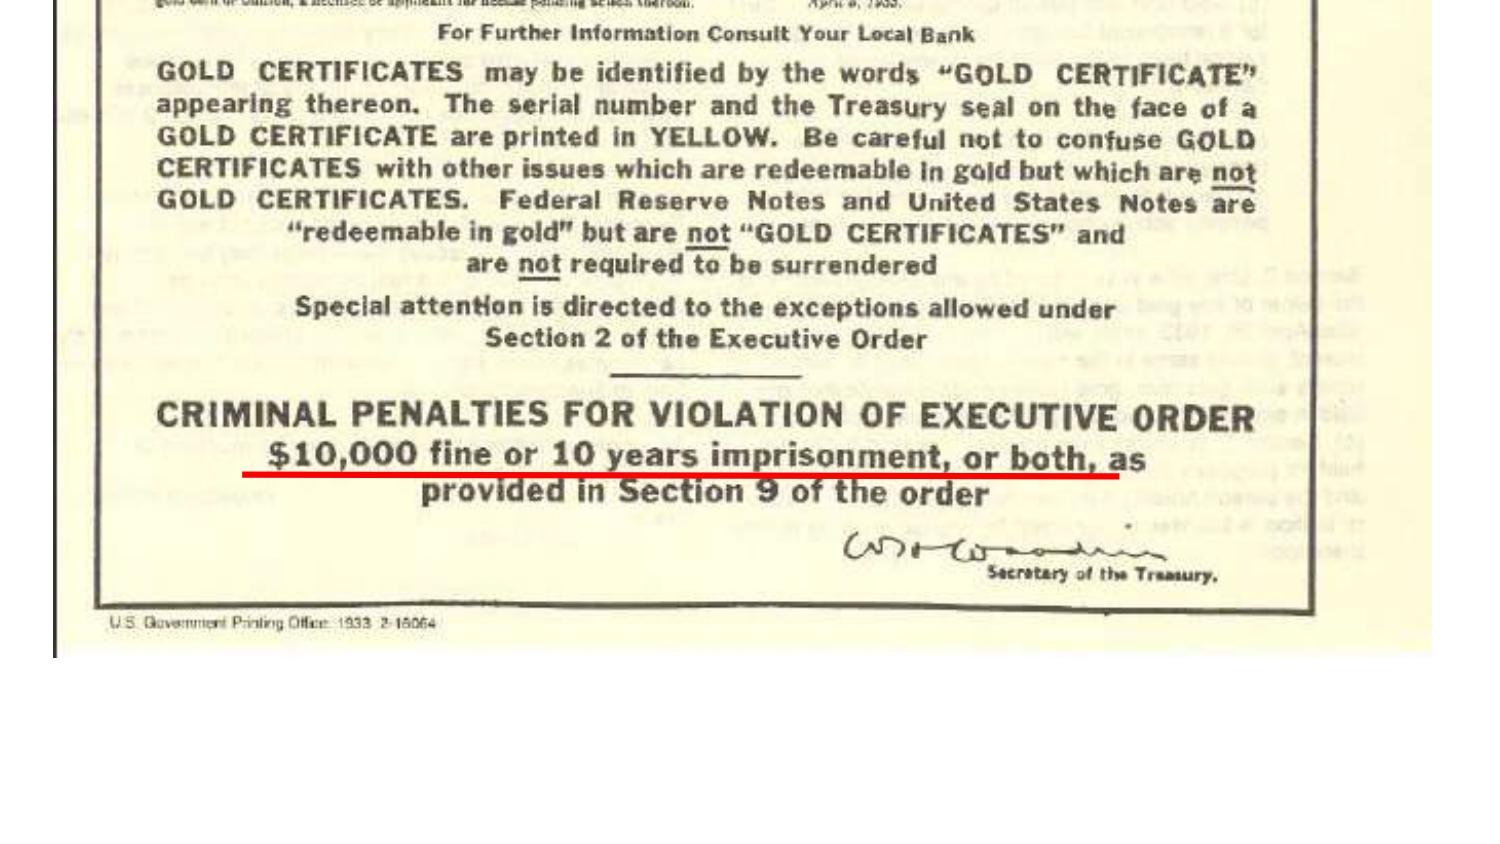 For Further Information Consult Your Local Bank
GOLD CERTIFICATES may be identified by the words “GOLD CERTIFICATE”
appearing thereon. The serial number and the Treasury seal on the face of a
GOLD CERTIFICATE are printed in YELLOW. Be careful not to confuse GOLD
CERTIFICATES with other issues which are redeemable in gold but which are not
GOLD CERTIFICATES. Federal Reserve Notes and United States Notes are
“redeemable in gold” but are not “GOLD CERTIFICATES” and
are not required to be surrendered
Special attention is directed to the exceptions allowed under
Section 2 of the Executive Order
CRIMINAL PENALTIES FOR VIOLATION OF EXECUTIVE ORDER
$10,000 fine or 10 years imprisonment, or both, as
provided in Section 9 of the order
Secretary of the Treasury.
U.S. Government Printing Office: 1933 2-16064